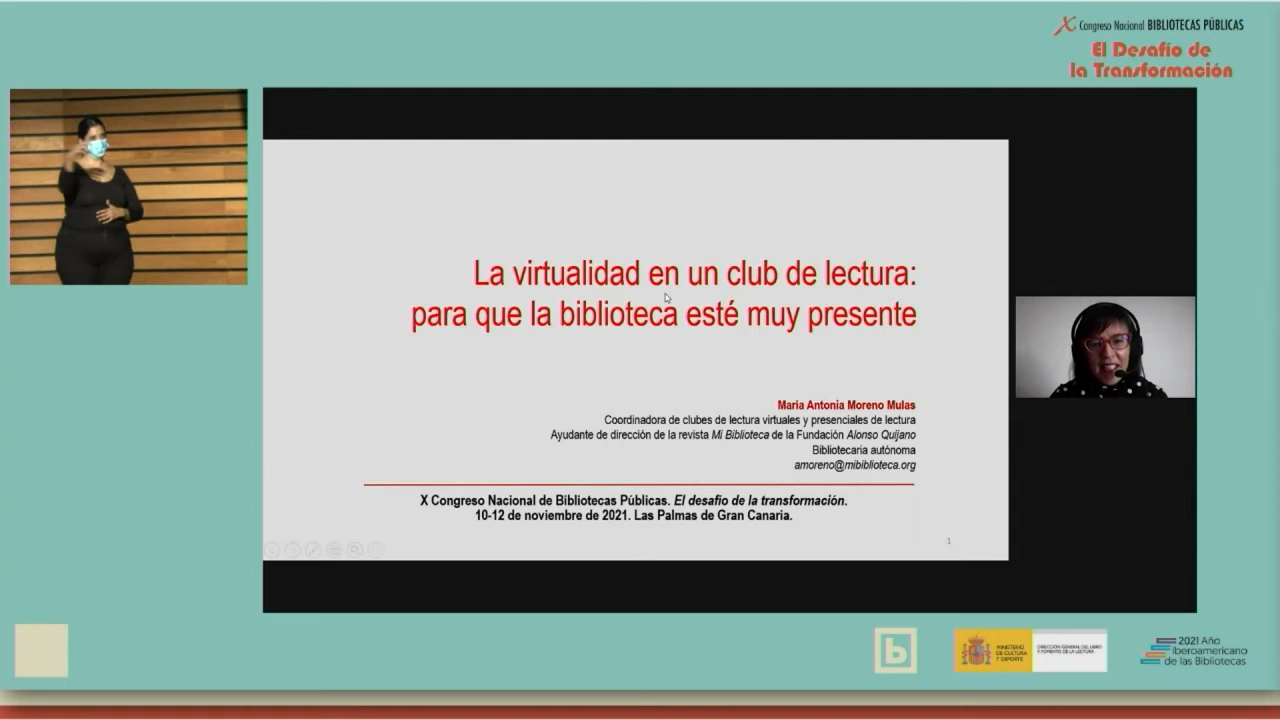 X Congreso Nacional BIBLIOTECAS PÚBLICAS
El Desafío de
la Transformación
La virtualidad en un club de lectura:
para que la biblioteca esté muy presente
Maria Antonia Moreno Mulas
Coordinadora de clubes de lectura virtuales y presenciales de lectura
Ayudante de dirección de la revista Mi Biblioteca de la Fundación Alonso Quijano
Bibliotecaria autónoma
amoreno@mibiblioteca.org
X Congreso Nacional de Bibliotecas Públicas. El desafío de la transformación.
10-12 de noviembre de 2021. Las Palmas de Gran Canaria.
1
b
MINISTERIO
DE CULTURA
Y DEPORTE
DIRECCIÓN GENERAL DEL LIBRO
Y FOMENTO DE LA LECTURA
2021 Año
Iberoamericano
de las Bibliotecas